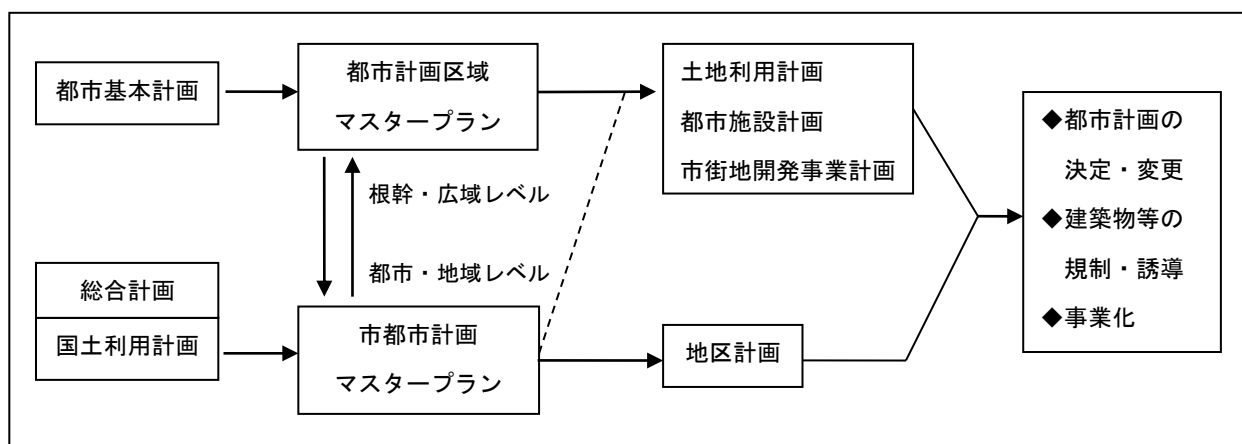 都市基本計画
都市計画区域
マスタープラン
土地利用計画
都市施設計画
市街地開発事業計画
◆都市計画の
決定・変更
◆建築物等の
規制・誘導
◆事業化
根幹・広域レベル
都市・地域レベル
総合計画
国土利用計画
市都市計画
マスタープラン
地区計画